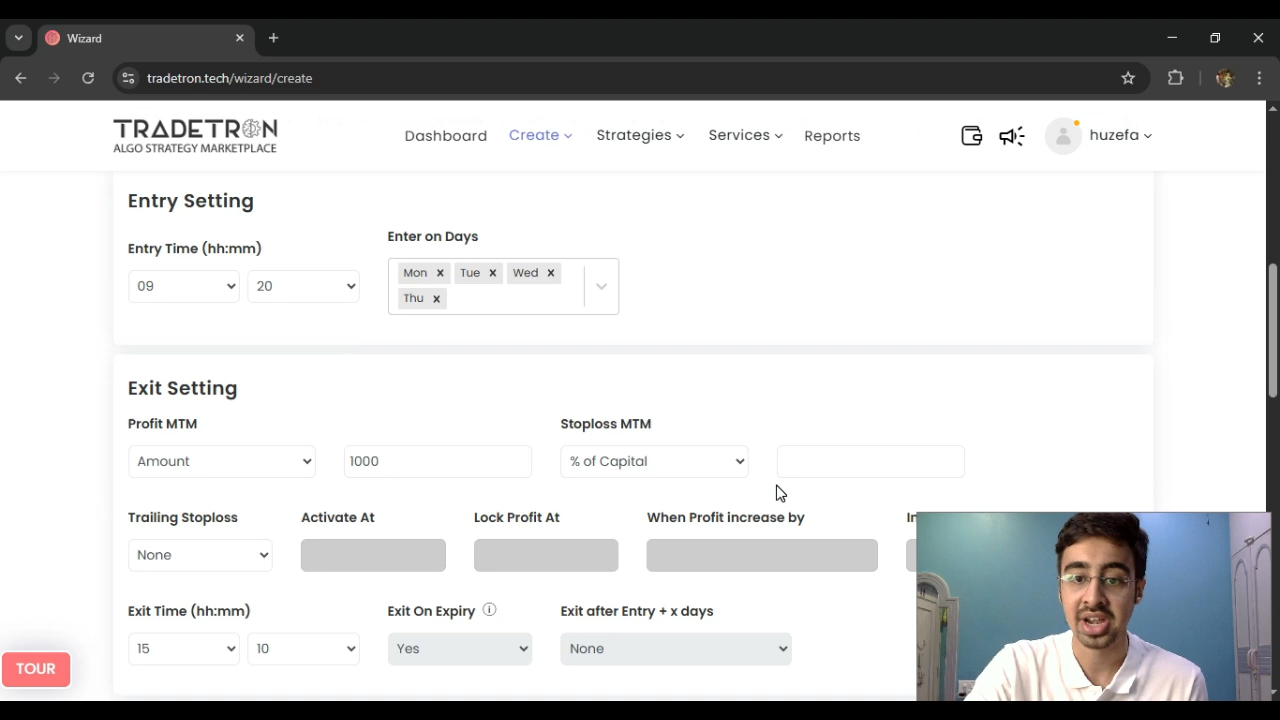 Wizard
tradetron.tech/wizard/create
TRADETRON
ALGO STRATEGY MARKETPLACE
Dashboard Create Strategies Services Reports huzefa
Entry Setting
Entry Time (hh:mm) Enter on Days
09 20 Mon × Tue × Wed ×
Thu ×
Exit Setting
Profit MTM Stoploss MTM
Amount 1000 % of Capital
Trailing Stoploss Activate At Lock Profit At When Profit increase by
None
Exit Time (hh:mm) Exit On Expiry Exit after Entry + x days
15 10 Yes None
TOUR